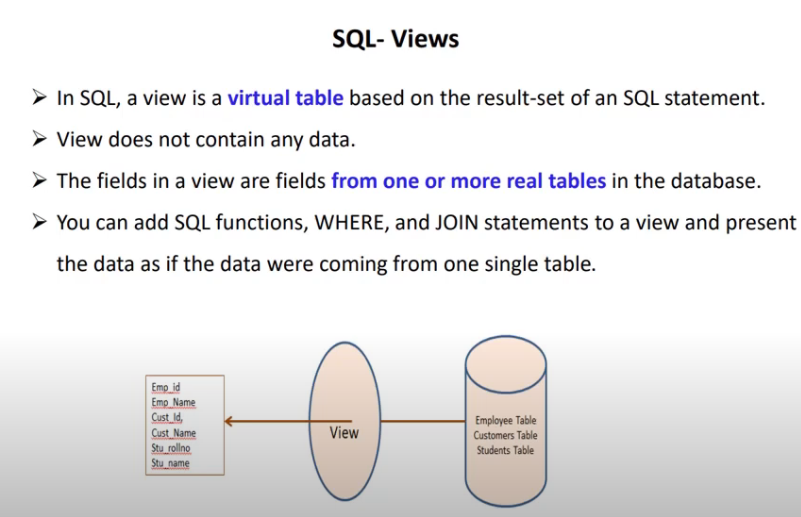 SQL- Views
➢ In SQL, a view is a virtual table based on the result-set of an SQL statement.
➢ View does not contain any data.
➢ The fields in a view are fields from one or more real tables in the database.
➢ You can add SQL functions, WHERE, and JOIN statements to a view and present
the data as if the data were coming from one single table.
Emp_id
Emp_Name
Cust_Id,
Cust_Name
Stu_rollno
Stu_name
View
Employee Table
Customers Table
Students Table